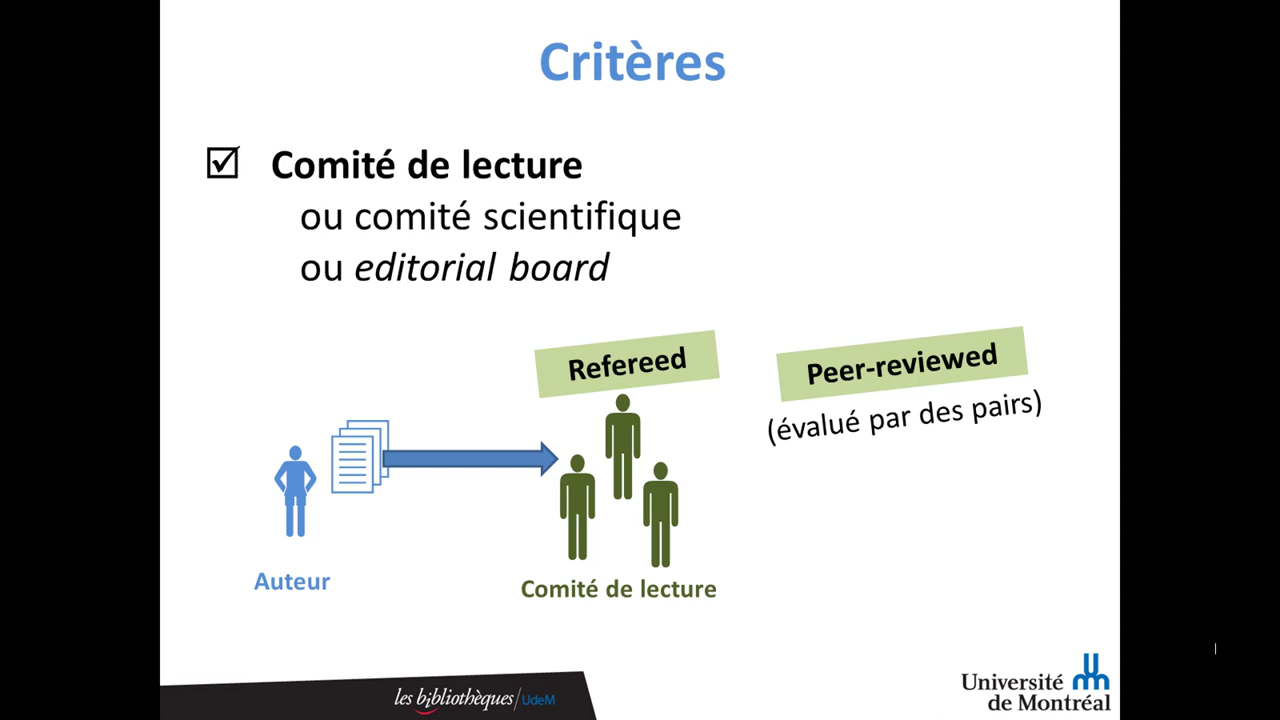 Critères
Comité de lecture
ou comité scientifique
ou editorial board
Refereed
Peer-reviewed
(évalué par des pairs)
Auteur
Comité de lecture
les bibliothèques/UdeM
Université
de Montréal